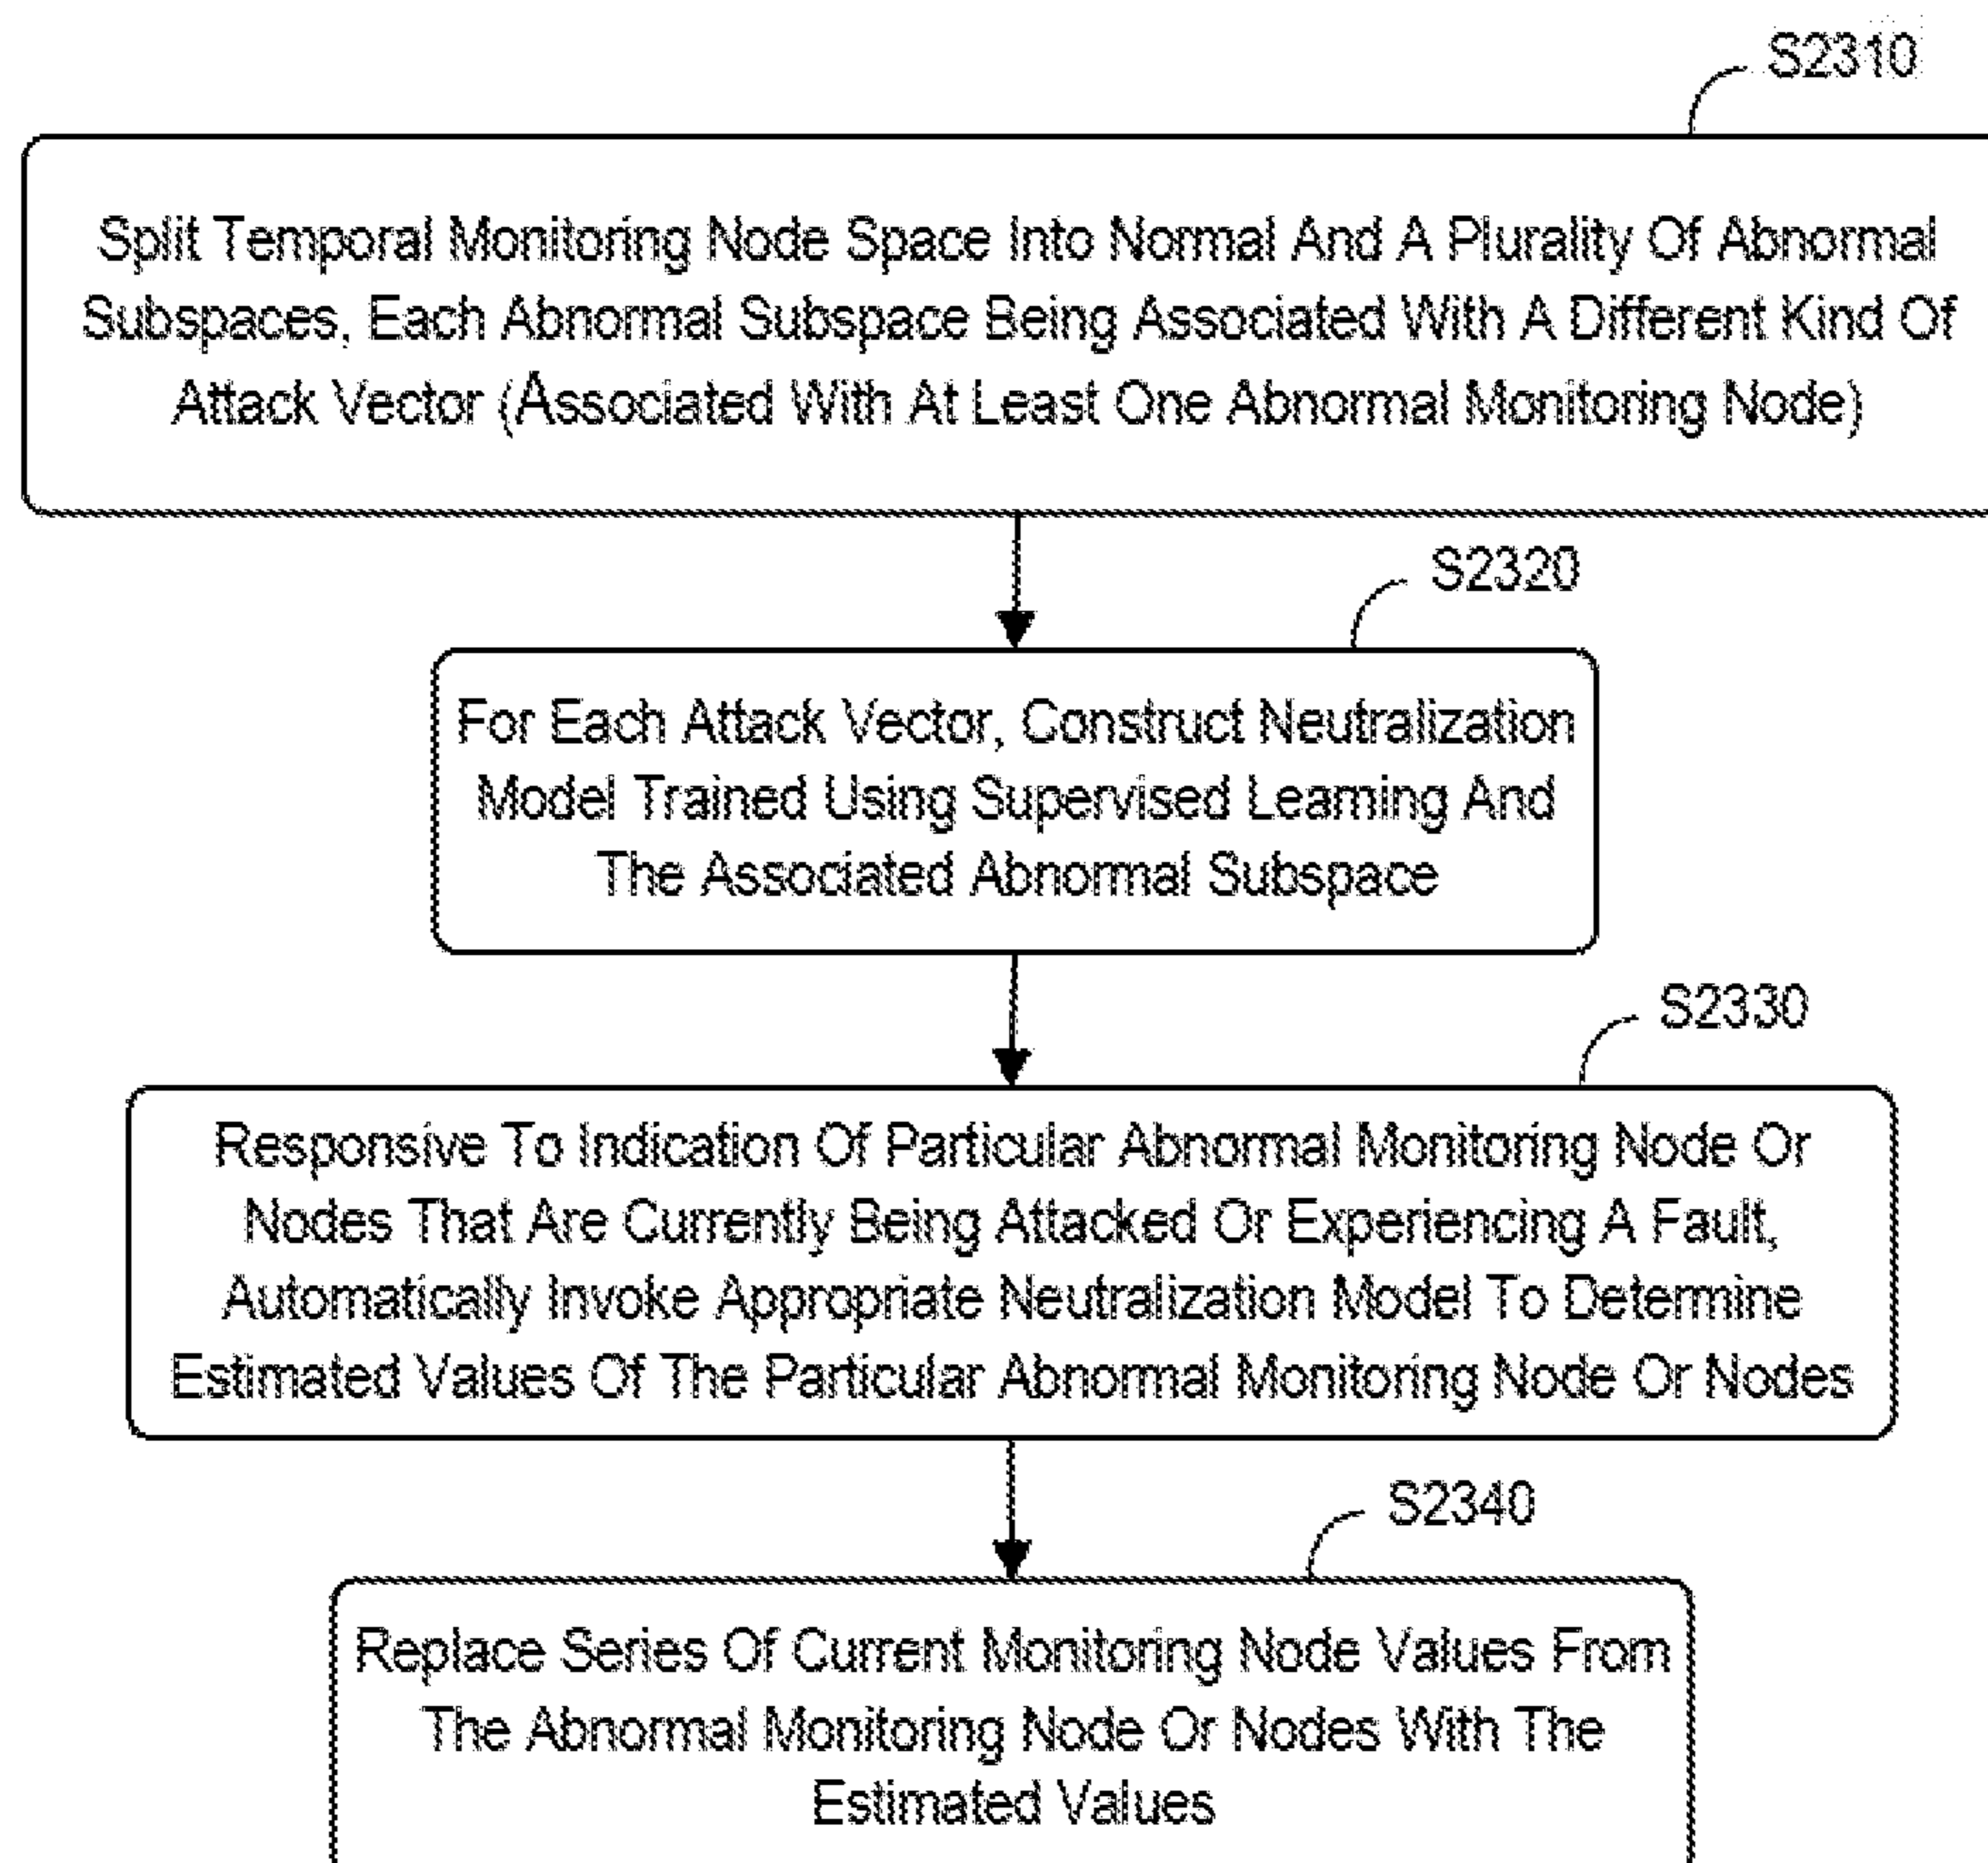 S2310
Split Temporal Monitoring Node Space Into Normal And A Plurality Of Abnormal
Subspaces, Each Abnormal Subspace Being Associated With A Different Kind Of
Attack Vector (Associated With At Least One Abnormal Monitoring Node)
S2320
For Each Attack Vector, Construct Neutralization
Model Trained Using Supervised Learning And
The Associated Abnormal Subspace
S2330
Responsive To Indication Of Particular Abnormal Monitoring Node Or
Nodes That Are Currently Being Attacked Or Experiencing A Fault,
Automatically Invoke Appropriate Neutralization Model To Determine
Estimated Values Of The Particular Abnormal Monitoring Node Or Nodes
S2340
Replace Series Of Current Monitoring Node Values From
The Abnormal Monitoring Node Or Nodes With The
Estimated Values